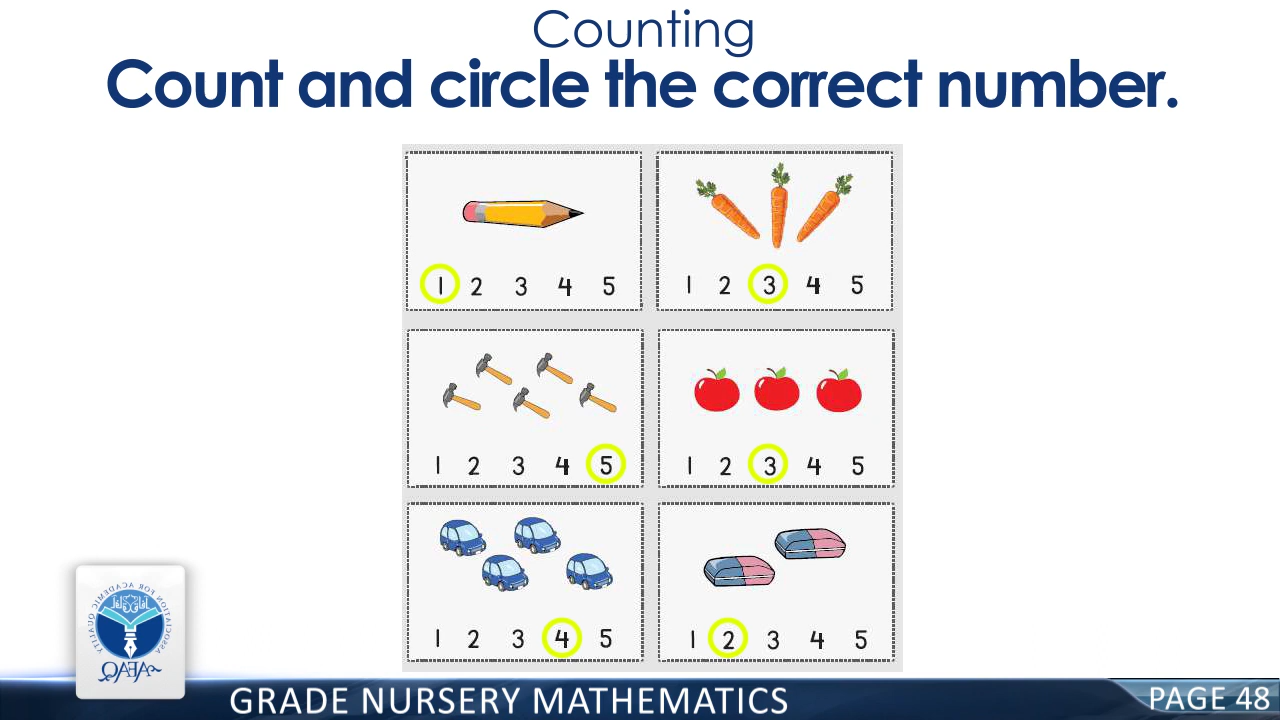 Counting
Count and circle the correct number.
1 2 3 4 5
1 2 3 4 5
1 2 3 4 5
1 2 3 4 5
1 2 3 4 5
1 2 3 4 5
QAFA
GRADE NURSERY MATHEMATICS
PAGE 48